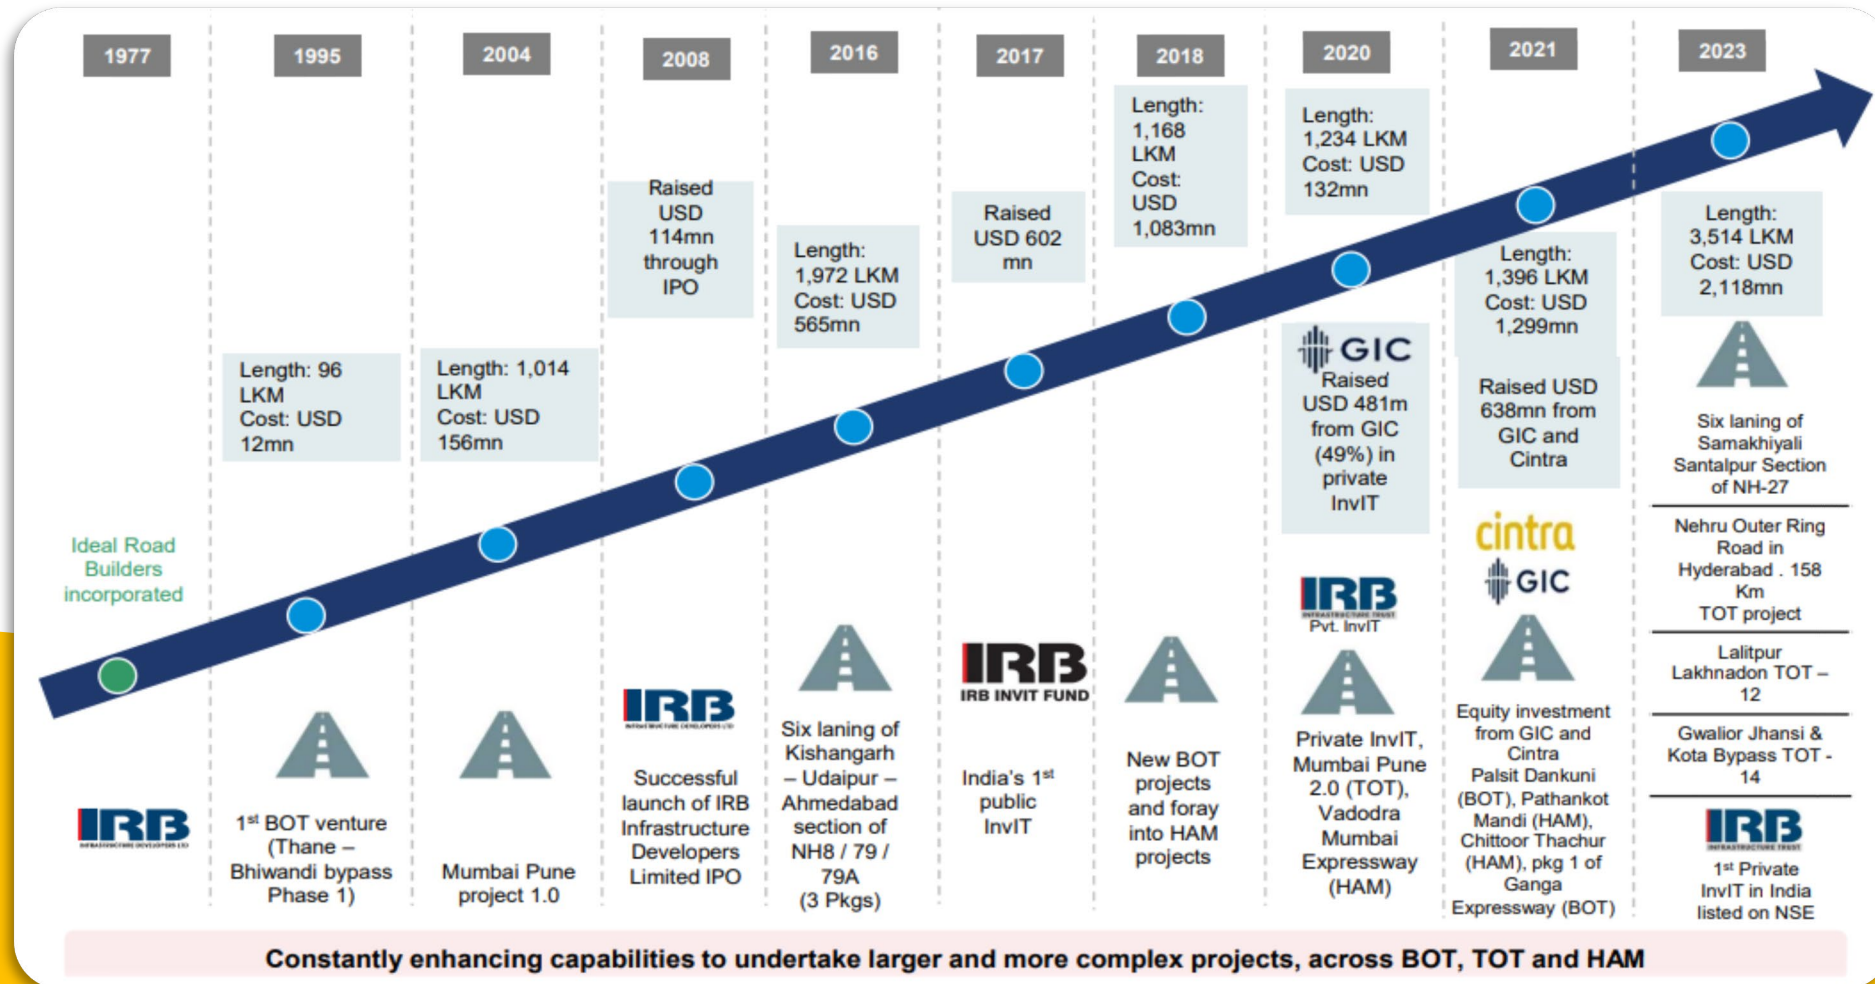 1977
Ideal Road
Builders
incorporated
IRB
INFRASTRUCTURE DEVELOPERS LTD
1995
Length: 96
LKM
Cost: USD
12mn
1st BOT venture
(Thane –
Bhiwandi bypass
Phase 1)
2004
Length: 1,014
LKM
Cost: USD
156mn
Mumbai Pune
project 1.0
2008
Raised
USD
114mn
through
IPO
IRB
INFRASTRUCTURE DEVELOPERS LTD
Successful
launch of IRB
Infrastructure
Developers
Limited IPO
2016
Length:
1,972 LKM
Cost: USD
565mn
Six laning of
Kishangarh
– Udaipur –
Ahmedabad
section of
NH8 / 79 /
79A
(3 Pkgs)
2017
Raised
USD 602
mn
IRB
IRB INVIT FUND
India's 1st
public
InvIT
2018
Length:
1,168
LKM
Cost:
USD
1,083mn
New BOT
projects
and foray
into HAM
projects
2020
Length:
1,234 LKM
Cost: USD
132mn
GIC
Raised
USD 481m
from GIC
(49%) in
private
InvIT
IRB
INFRASTRUCTURE TRUST
Pvt. InvIT
Private InvIT,
Mumbai Pune
2.0 (TOT),
Vadodra
Mumbai
Expressway
(HAM)
2021
Length:
1,396 LKM
Cost: USD
1,299mn
Raised USD
638mn from
GIC and
Cintra
cintra
GIC
Equity investment
from GIC and
Cintra
Palsit Dankuni
(BOT), Pathankot
Mandi (HAM),
Chittoor Thachur
(HAM), pkg 1 of
Ganga
Expressway (BOT)
2023
Length:
3,514 LKM
Cost: USD
2,118mn
Six laning of
Samakhiyali
Santalpur Section
of NH-27
Nehru Outer Ring
Road in
Hyderabad . 158
Km
TOT project
Lalitpur
Lakhnadon TOT –
12
Gwalior Jhansi &
Kota Bypass TOT -
14
IRB
INFRASTRUCTURE TRUST
1st Private
InvIT in India
listed on NSE
Constantly enhancing capabilities to undertake larger and more complex projects, across BOT, TOT and HAM